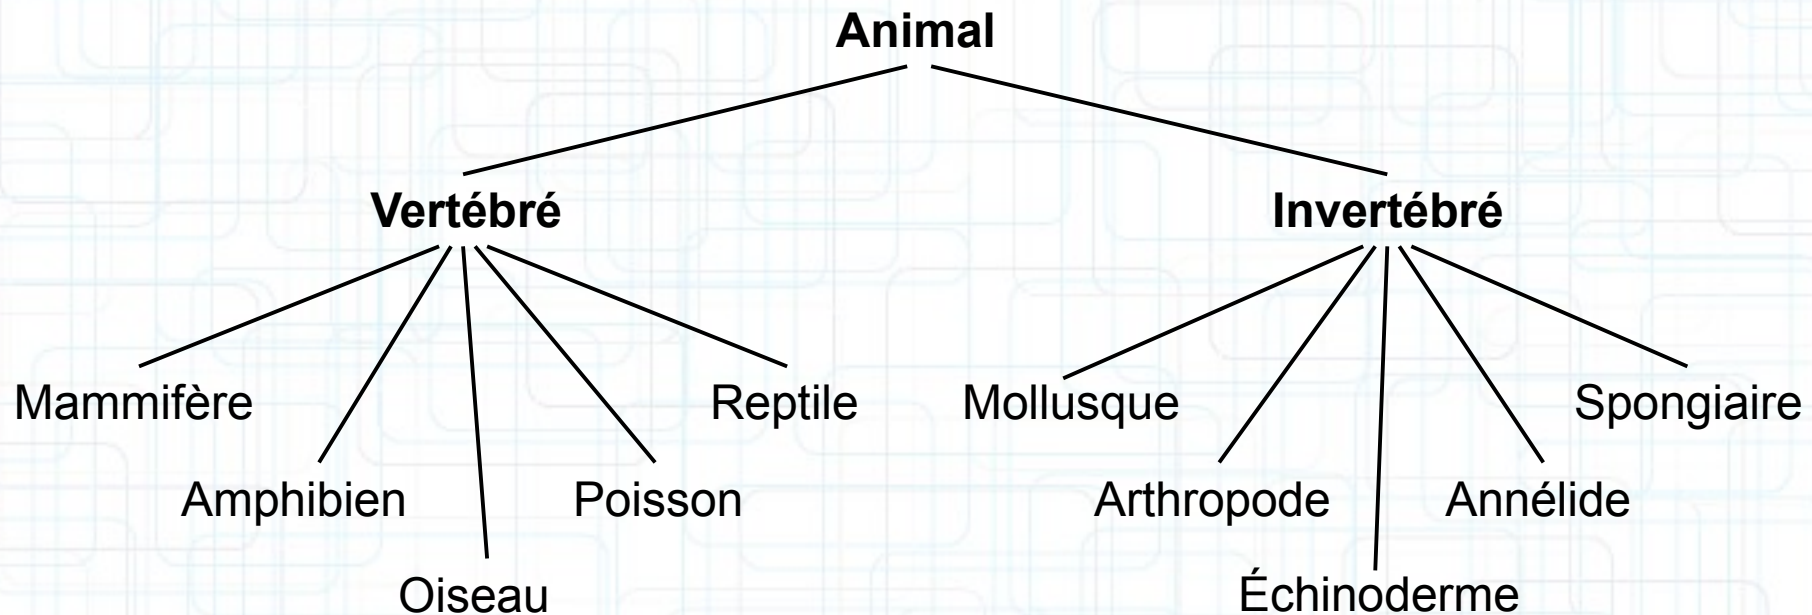 Animal
Vertébré Invertébré
Mammifère Reptile Mollusque Spongiaire
Amphibien Poisson Arthropode Annélide
Oiseau Échinoderme